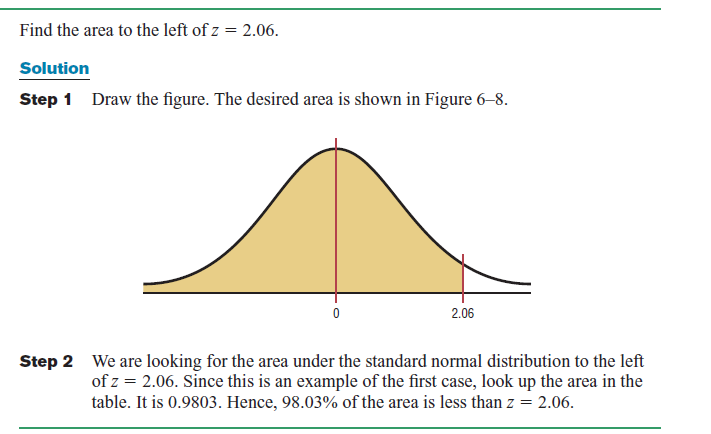 Find the area to the left of z = 2.06.
Solution
Step 1 Draw the figure. The desired area is shown in Figure 6–8.
0
2.06
Step 2 We are looking for the area under the standard normal distribution to the left
of z = 2.06. Since this is an example of the first case, look up the area in the
table. It is 0.9803. Hence, 98.03% of the area is less than z = 2.06.